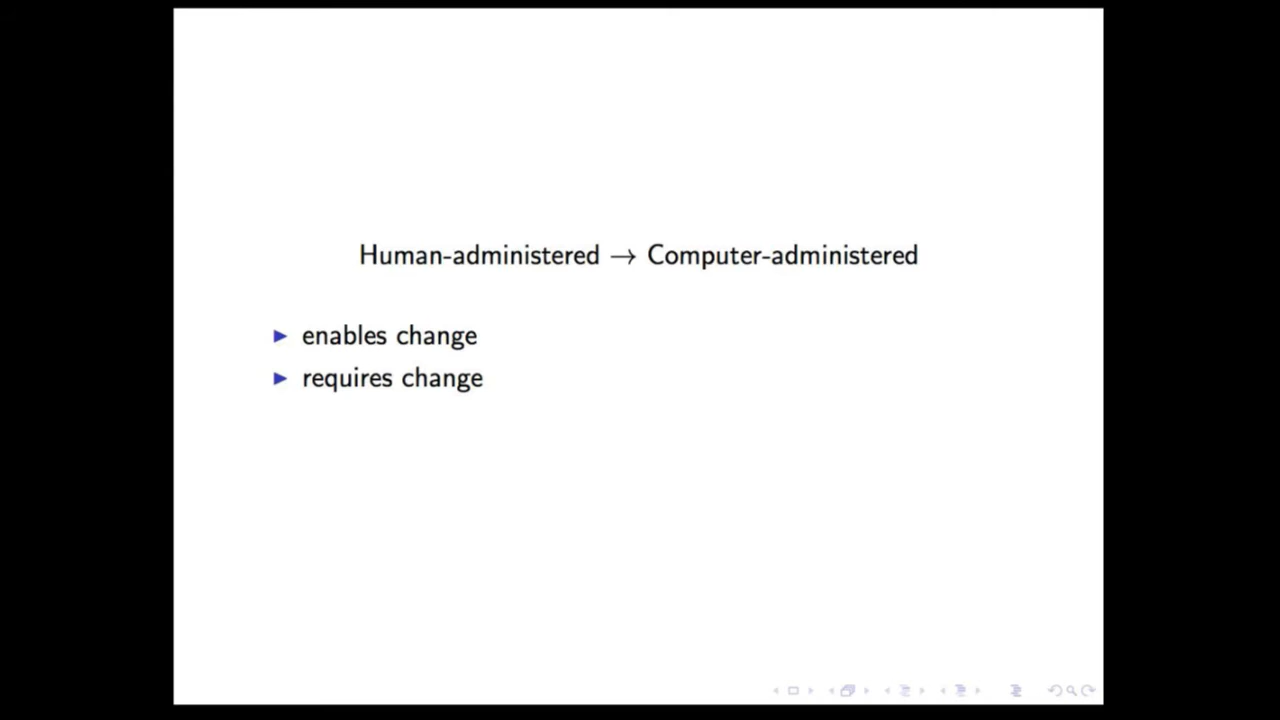 Human-administered → Computer-administered
enables change
requires change